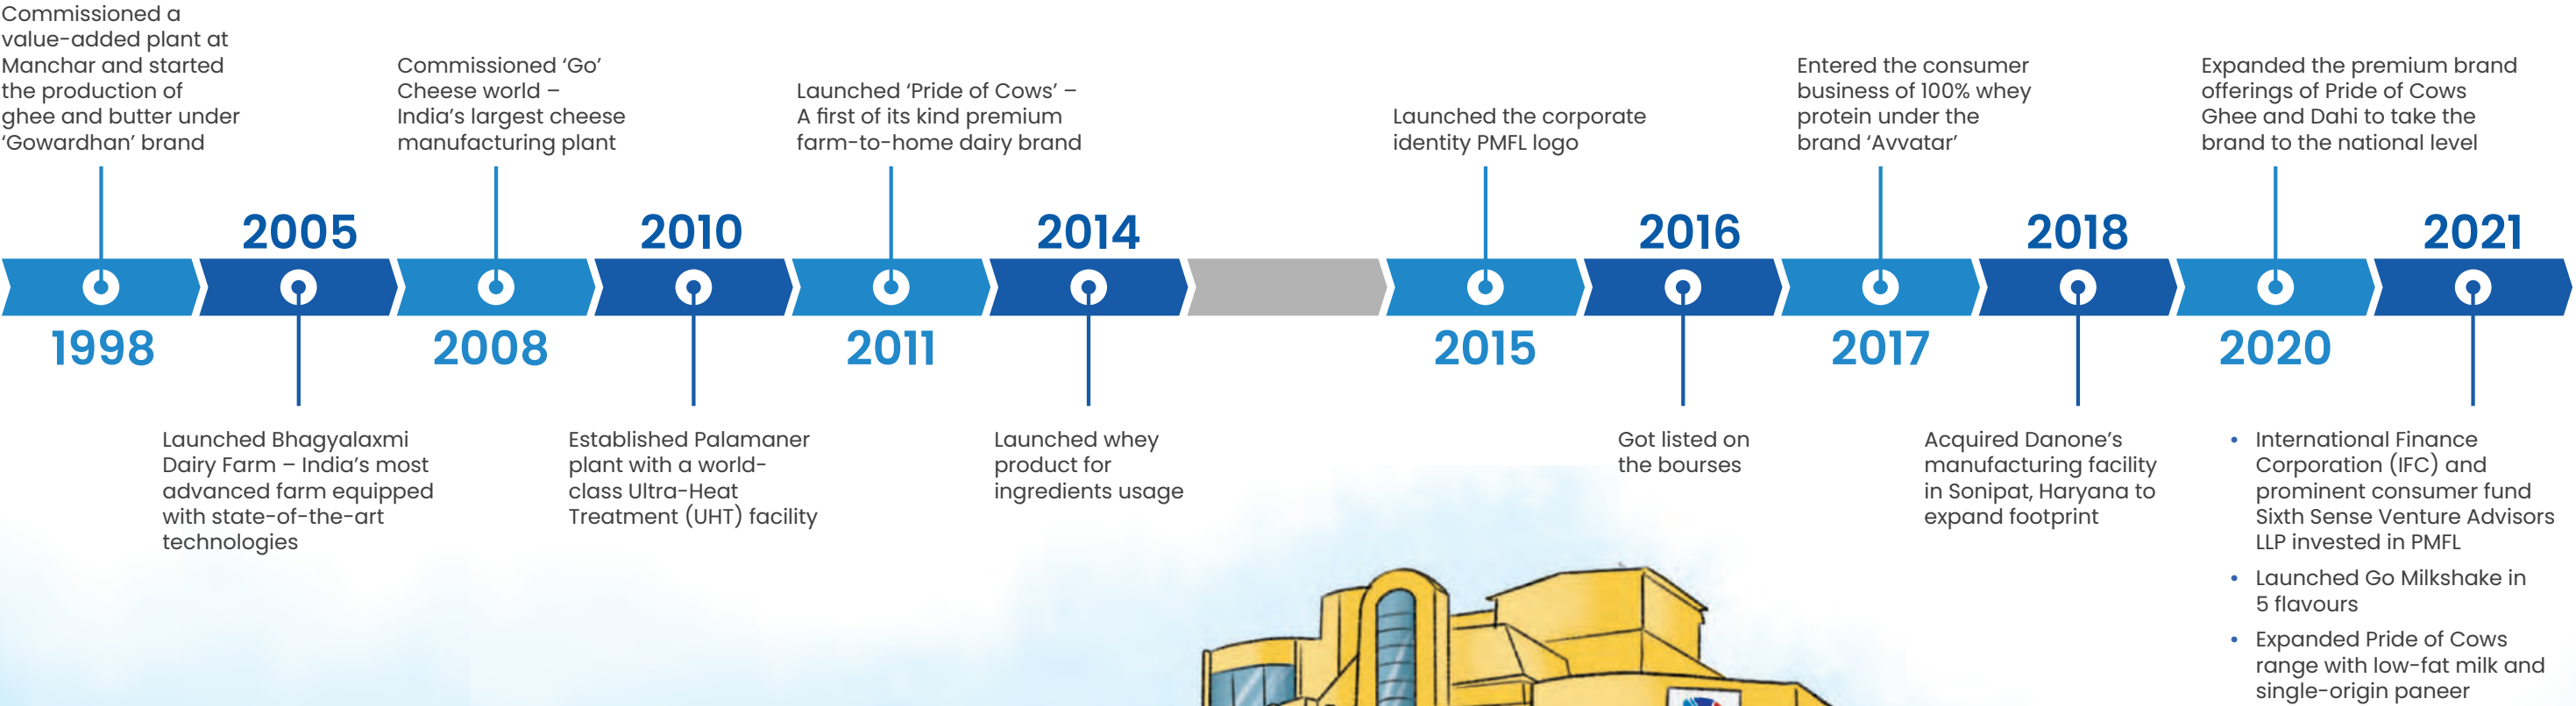 Commissioned a
value-added plant at
Manchar and started
the production of
ghee and butter under
‘Gowardhan’ brand
1998
2005
Launched Bhagyalaxmi
Dairy Farm – India’s most
advanced farm equipped
with state-of-the-art
technologies
Commissioned ‘Go’
Cheese world –
India’s largest cheese
manufacturing plant
2008
2010
Established Palamaner
plant with a world-
class Ultra-Heat
Treatment (UHT) facility
Launched ‘Pride of Cows’ –
A first of its kind premium
farm-to-home dairy brand
2011
2014
Launched whey
product for
ingredients usage
Launched the corporate
identity PMFL logo
2015
2016
Got listed on
the bourses
Entered the consumer
business of 100% whey
protein under the
brand ‘Avvatar’
2017
2018
Acquired Danone’s
manufacturing facility
in Sonipat, Haryana to
expand footprint
Expanded the premium brand
offerings of Pride of Cows
Ghee and Dahi to take the
brand to the national level
2020
2021
• International Finance
Corporation (IFC) and
prominent consumer fund
Sixth Sense Venture Advisors
LLP invested in PMFL
• Launched Go Milkshake in
5 flavours
• Expanded Pride of Cows
range with low-fat milk and
single-origin paneer